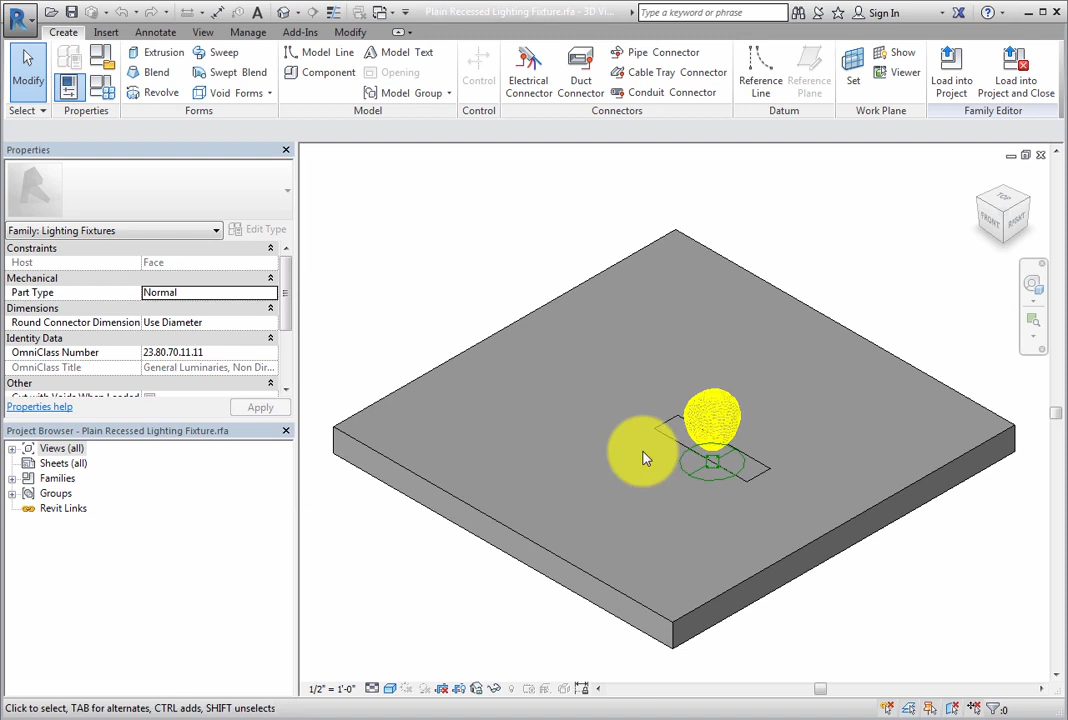 Plain Recessed Lighting Fixture.rfa - 3D Vi...
Type a keyword or phrase
Sign In
Create Insert Annotate View Manage Add-Ins Modify
Modify
Extrusion Sweep
Blend Swept Blend
Revolve Void Forms
Model Line Model Text
Component Opening
Model Group
Control
Electrical Connector
Duct Connector
Pipe Connector
Cable Tray Connector
Conduit Connector
Reference Line
Reference Plane
Set
Show
Viewer
Load into Project
Load into Project and Close
Select Properties Forms Model Control Connectors Datum Work Plane Family Editor
Properties
Family: Lighting Fixtures Edit Type
Constraints
Host Face
Mechanical
Part Type Normal
Dimensions
Round Connector Dimension Use Diameter
Identity Data
OmniClass Number 23.80.70.11.11
OmniClass Title General Luminaries, Non Dir...
Other
Cut with Voids When Loaded
Properties help Apply
Project Browser - Plain Recessed Lighting Fixture.rfa
Views (all)
Sheets (all)
Families
Groups
Revit Links
TOP
FRONT
RIGHT
1/2" = 1'-0"
Click to select, TAB for alternates, CTRL adds, SHIFT unselects
:0